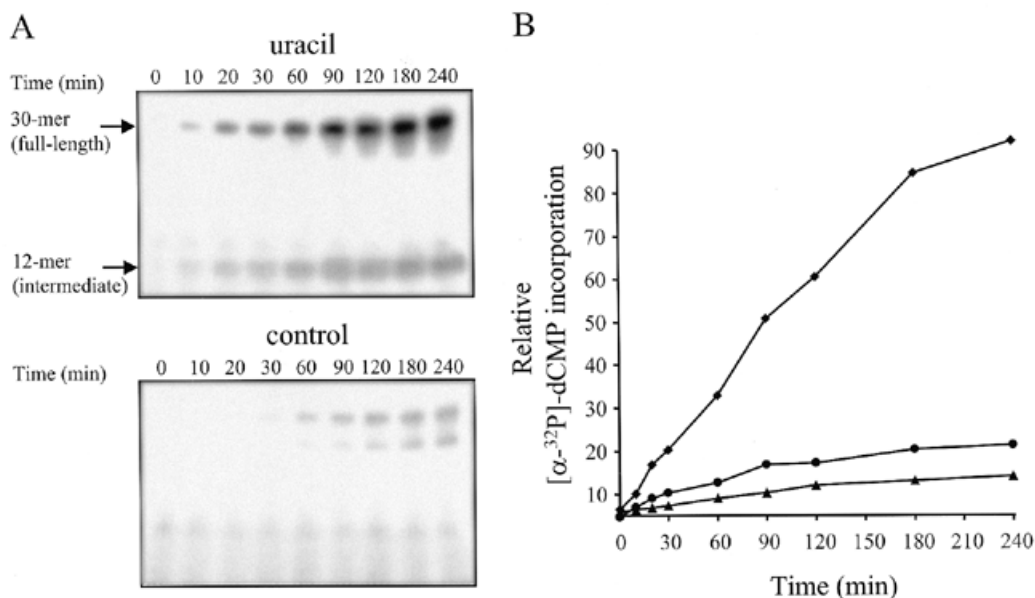 A
uracil
Time (min) 0 10 20 30 60 90 120 180 240
30-mer
(full-length)
12-mer
(intermediate)
control
Time (min) 0 10 20 30 60 90 120 180 240
B
Relative
[α-³²P]-dCMP incorporation
90
80
70
60
50
40
30
20
10
0 30 60 90 120 150 180 210 240
Time (min)